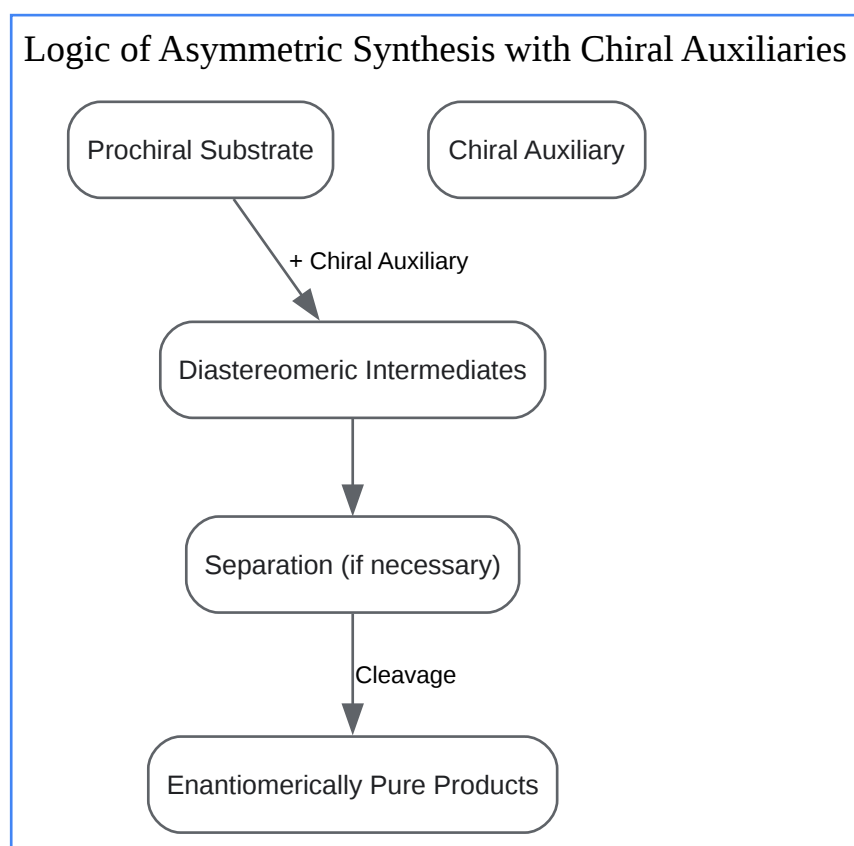 Logic of Asymmetric Synthesis with Chiral Auxiliaries
Prochiral Substrate
Chiral Auxiliary
+ Chiral Auxiliary
Diastereomeric Intermediates
Separation (if necessary)
Cleavage
Enantiomerically Pure Products